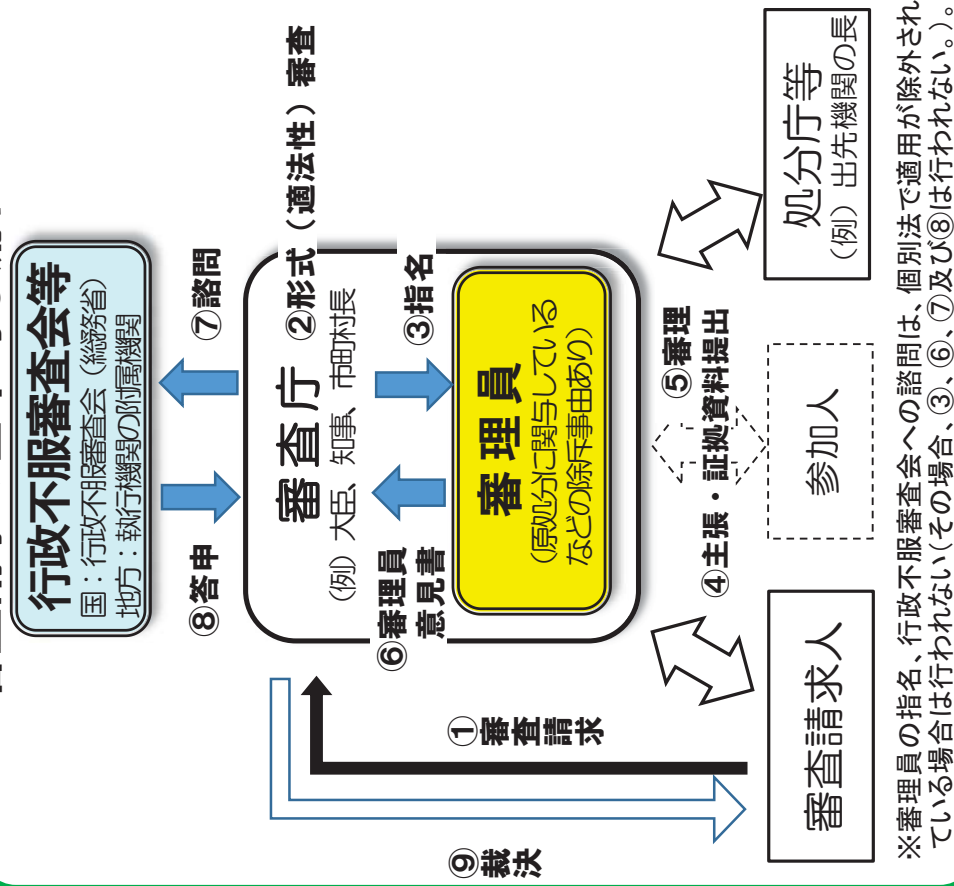 行政不服審査会等
国：行政不服審査会（総務省）
地方：執行機関の附属機関
⑧答申
⑦諮問
審査庁
（例）大臣、知事、市町村長
②形式（適法性）審査
⑥審理員
意見書
③指名
審理員
（原処分に関与している
などの除斥事由あり）
①審査請求
⑨裁決
④主張・証拠資料提出
⑤審理
審査請求人
参加人
処分庁等
（例）出先機関の長
※審理員の指名、行政不服審査会への諮問は、個別法で適用が除外され
ている場合は行われない（その場合、③、⑥、⑦及び⑧は行われない。）。